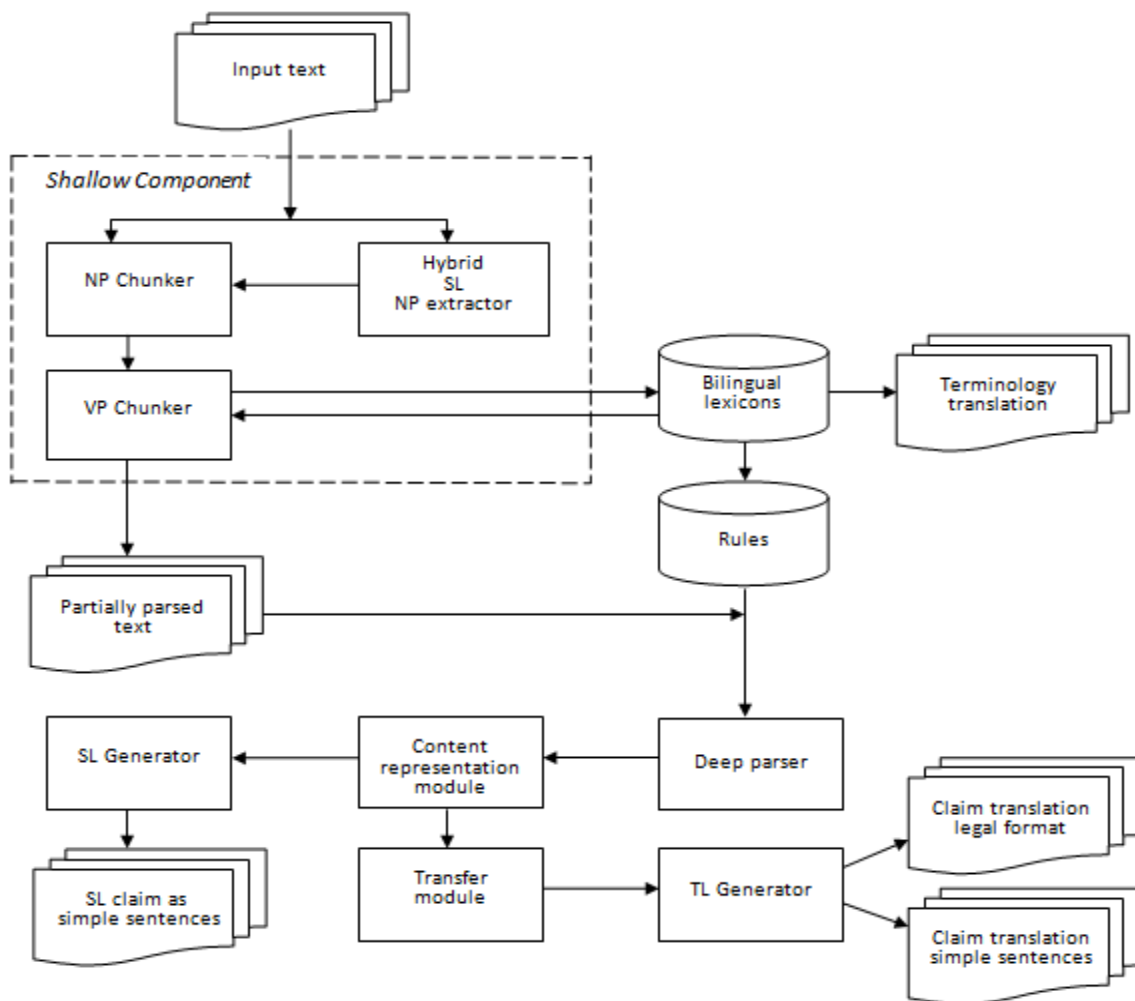 Input text
Shallow Component
NP Chunker
Hybrid
SL
NP extractor
VP Chunker
Bilingual
lexicons
Terminology
translation
Rules
Partially parsed
text
SL Generator
Content
representation
module
Deep parser
Claim translation
legal format
SL claim as
simple sentences
Transfer
module
TL Generator
Claim translation
simple sentences